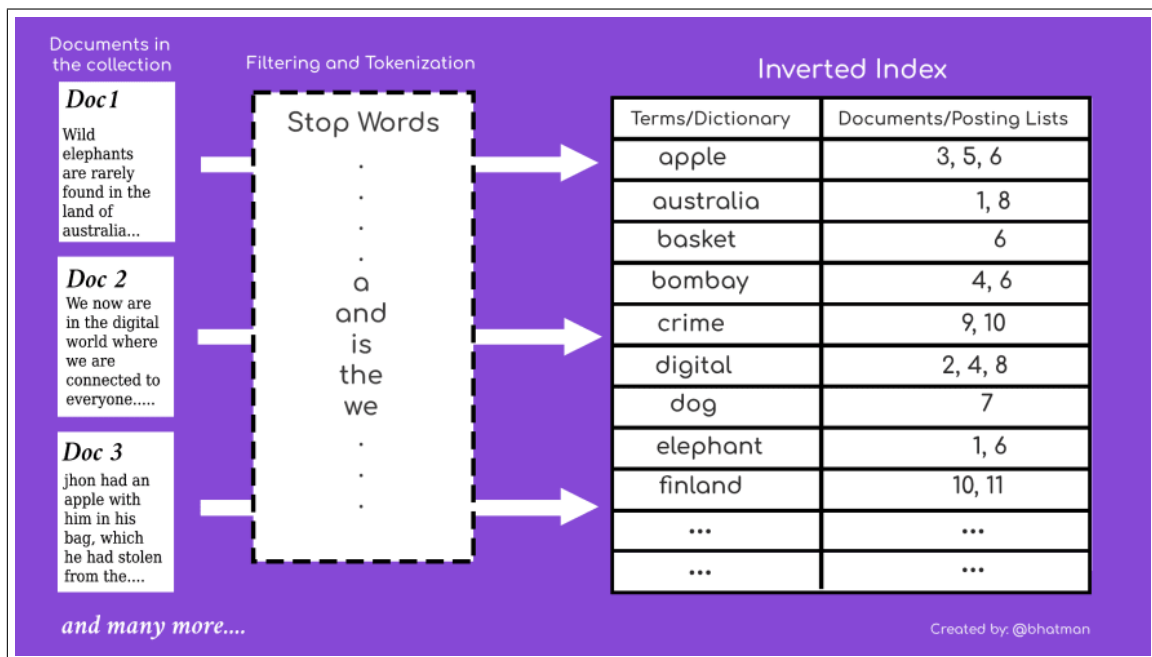 Documents in
the collection
Doc1
Wild
elephants
are rarely
found in the
land of
australia...
Doc 2
We now are
in the digital
world where
we are
connected to
everyone.....
Doc 3
jhon had an
apple with
him in his
bag, which
he had stolen
from the....
and many more....
Filtering and Tokenization
Stop Words
.
.
.
.
a
and
is
the
we
.
.
.
Inverted Index
Terms/Dictionary Documents/Posting Lists
apple 3, 5, 6
australia 1, 8
basket 6
bombay 4, 6
crime 9, 10
digital 2, 4, 8
dog 7
elephant 1, 6
finland 10, 11
... ...
... ...
Created by: @bhatman